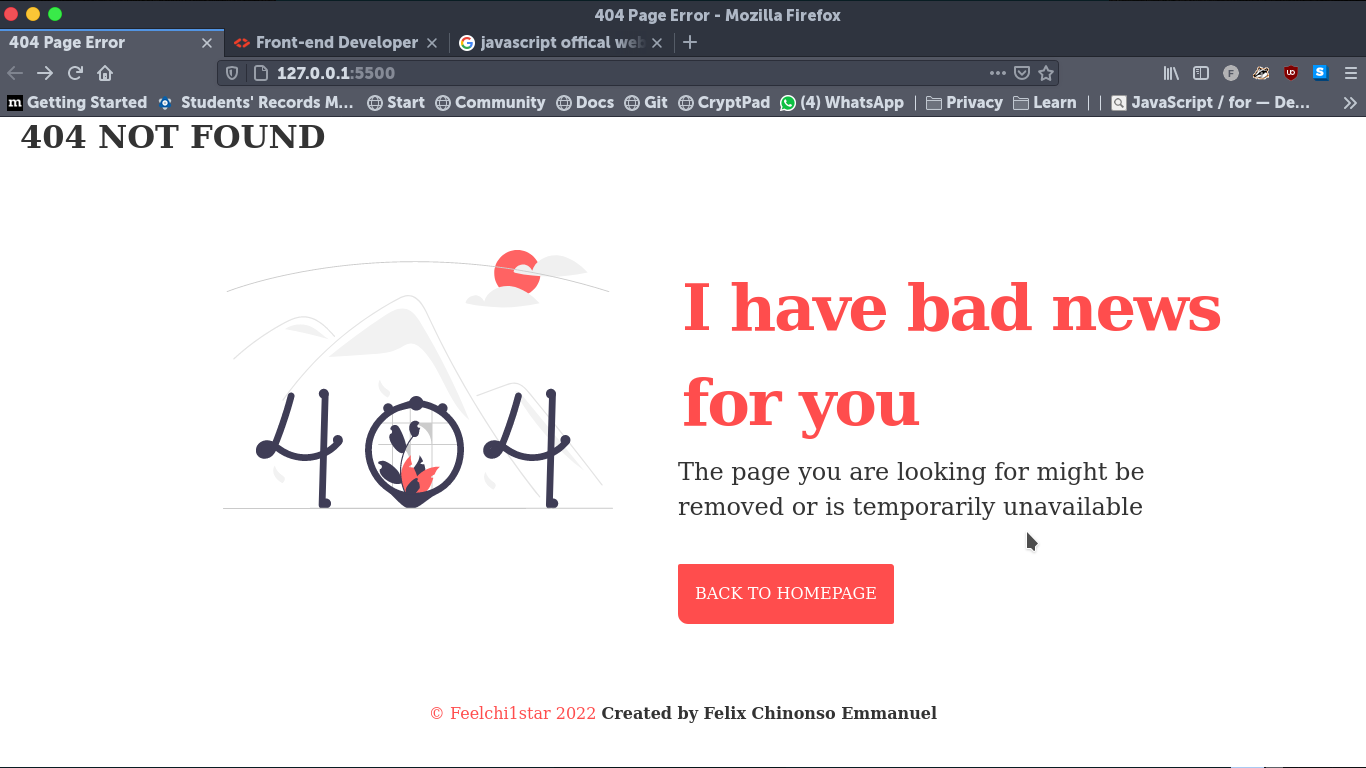 404 Page Error - Mozilla Firefox
404 Page Error Front-end Developer javascript offical web
127.0.0.1:5500
Getting Started Students' Records M... Start Community Docs Git CryptPad (4) WhatsApp Privacy Learn JavaScript / for — De...
404 NOT FOUND
I have bad news
for you
404
The page you are looking for might be
removed or is temporarily unavailable
BACK TO HOMEPAGE
© Feelchi1star 2022 Created by Felix Chinonso Emmanuel